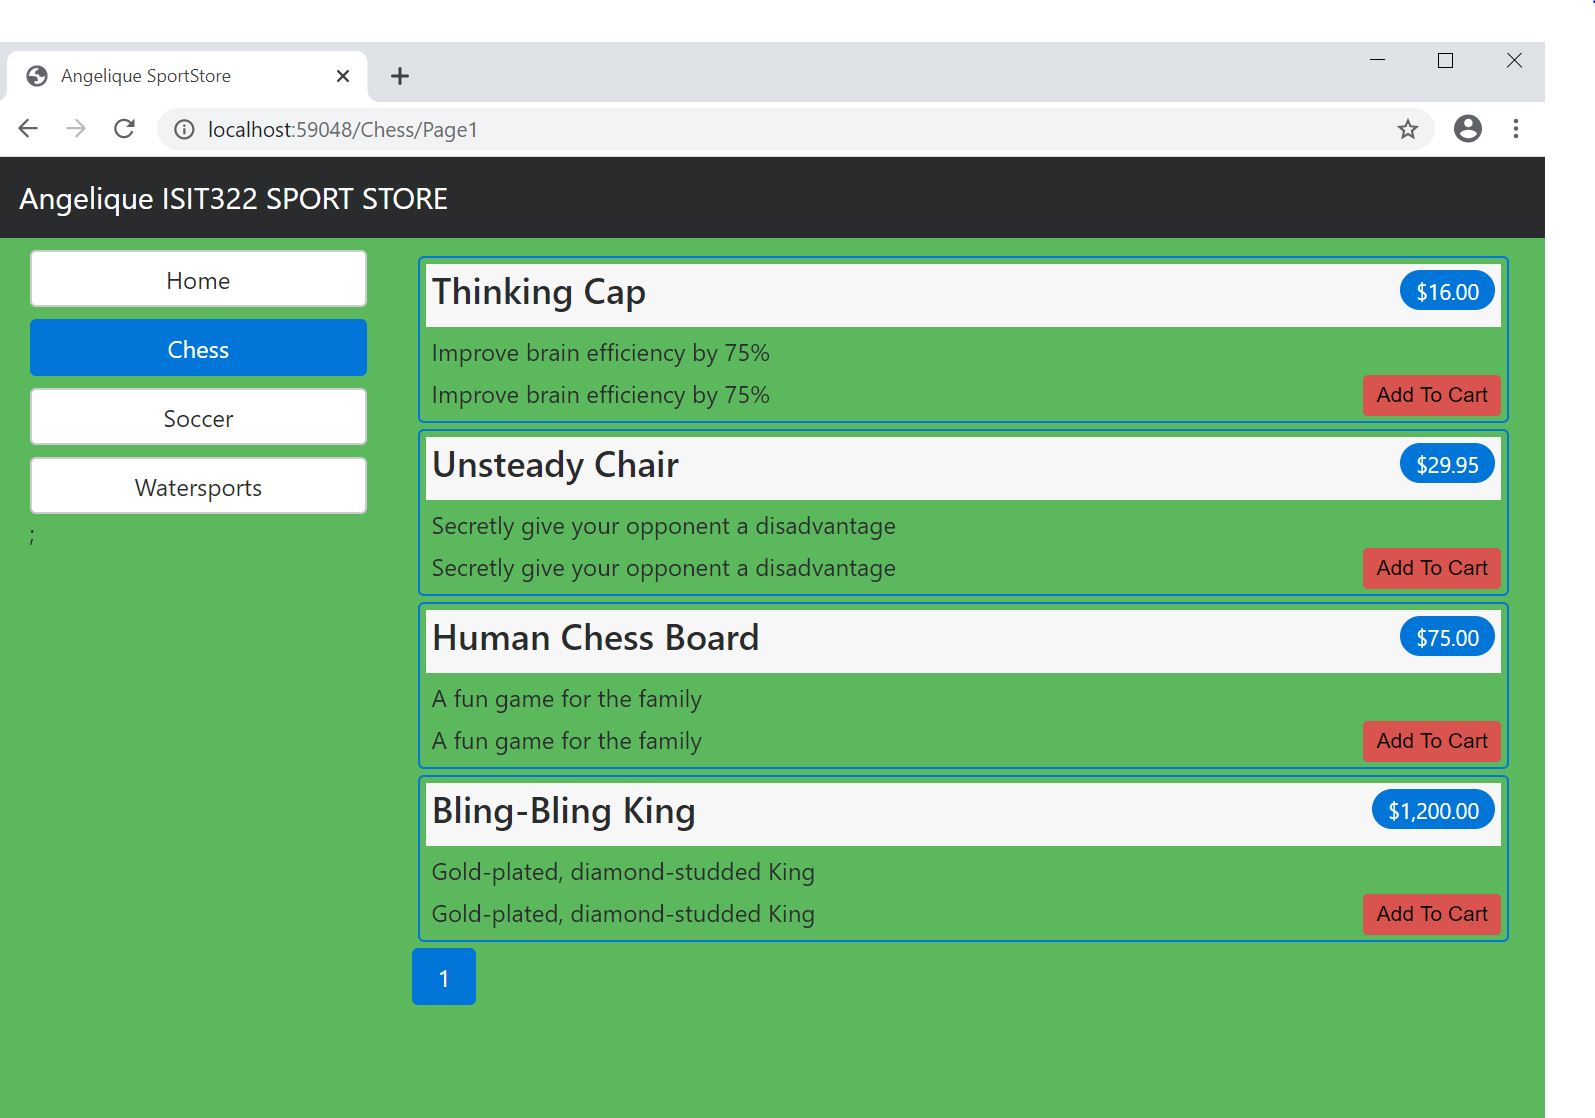 Angelique SportStore
localhost:59048/Chess/Page1
Angelique ISIT322 SPORT STORE
Home
Chess
Soccer
Watersports
;
Thinking Cap
$16.00
Improve brain efficiency by 75%
Improve brain efficiency by 75%
Add To Cart
Unsteady Chair
$29.95
Secretly give your opponent a disadvantage
Secretly give your opponent a disadvantage
Add To Cart
Human Chess Board
$75.00
A fun game for the family
A fun game for the family
Add To Cart
Bling-Bling King
$1,200.00
Gold-plated, diamond-studded King
Gold-plated, diamond-studded King
Add To Cart
1